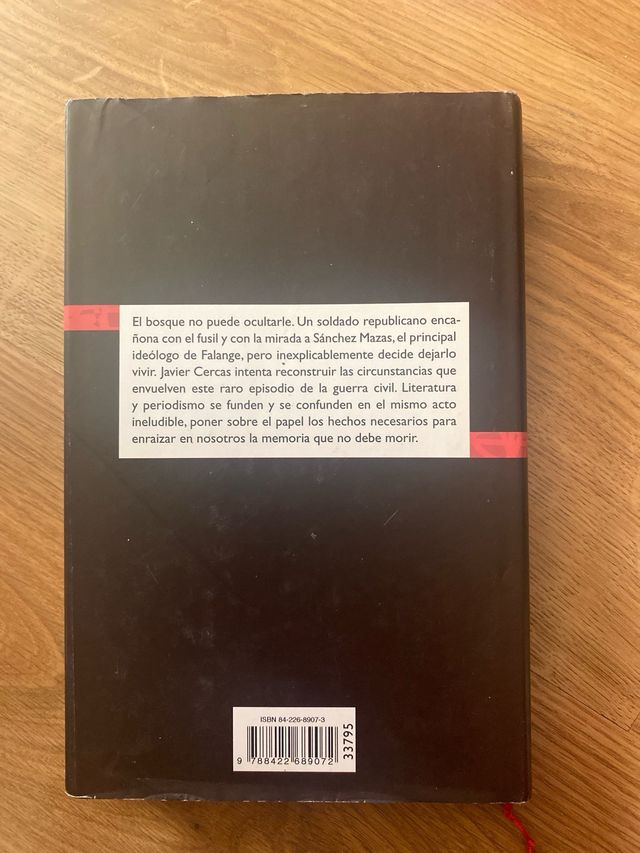 El bosque no puede ocultarle. Un soldado republicano enca-
ñona con el fusil y con la mirada a Sánchez Mazas, el principal
ideólogo de Falange, pero inexplicablemente decide dejarlo
vivir. Javier Cercas intenta reconstruir las circunstancias que
envuelven este raro episodio de la guerra civil. Literatura
y periodismo se funden y se confunden en el mismo acto
ineludible, poner sobre el papel los hechos necesarios para
enraizar en nosotros la memoria que no debe morir.
ISBN 84-226-8907-3
9 788422 689072
33795